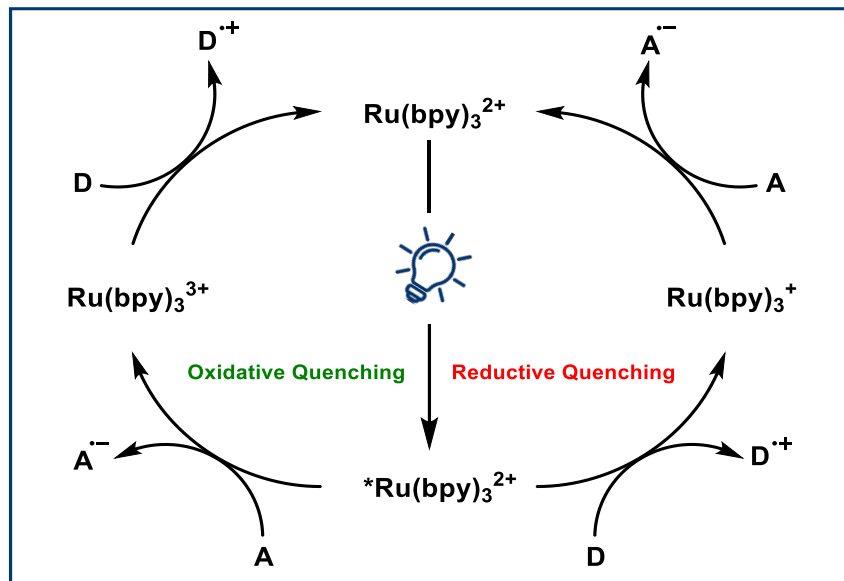 D·+
A·−
Ru(bpy)₃²⁺
D
A
Ru(bpy)₃³⁺
Ru(bpy)₃⁺
Oxidative Quenching
Reductive Quenching
A·−
*Ru(bpy)₃²⁺
D·+
A
D